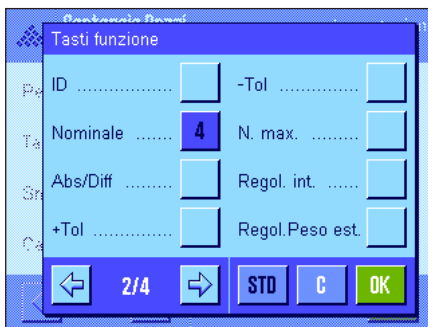 Tasti funzione
ID ..............
Nominale ....... 4
Abs/Diff .........
+Tol ..............
-Tol ...............
N. max. .........
Regol. int. ......
Regol.Peso est.
2/4
STD
C
OK